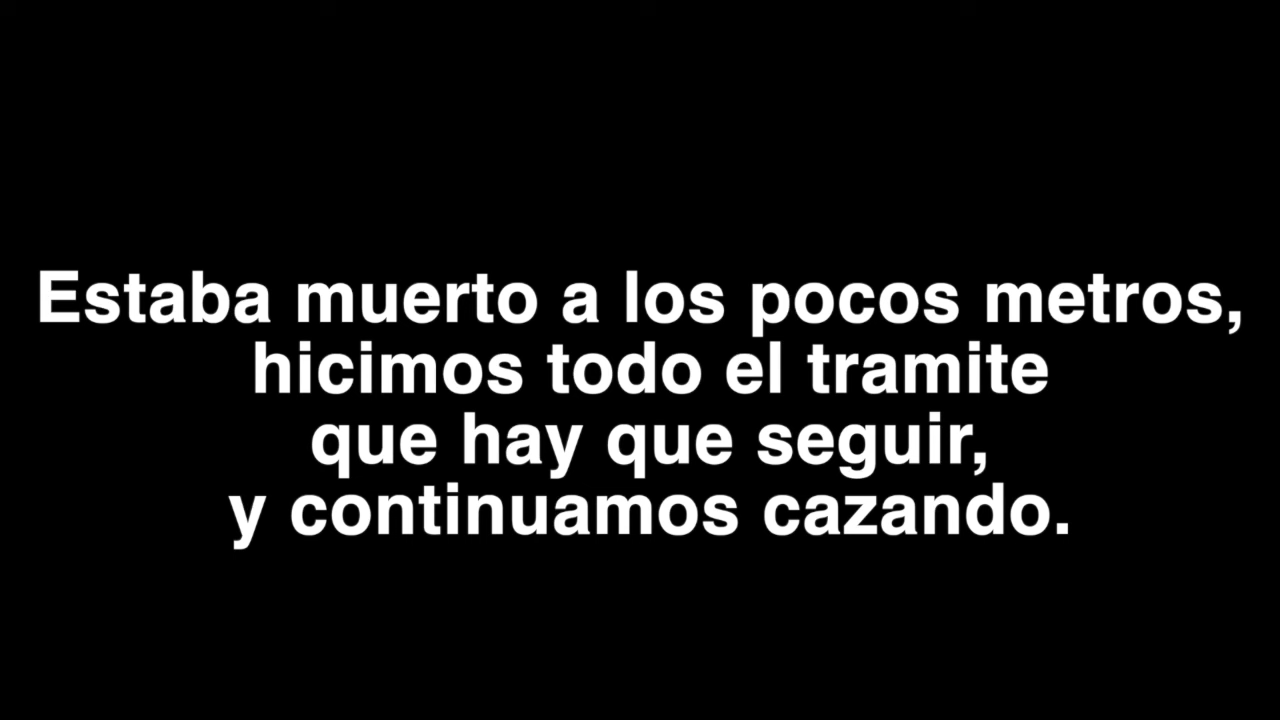 Estaba muerto a los pocos metros,
hicimos todo el tramite
que hay que seguir,
y continuamos cazando.